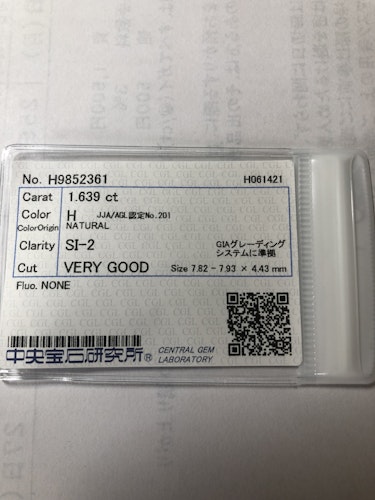 No. H9852361 H061421
Carat 1.639 ct
Color H JJA/AGL認定No.201
ColorOrigin NATURAL
Clarity SI-2 GIAグレーディング
システムに準拠
Cut VERY GOOD Size 7.82 - 7.93 × 4.43 mm
Fluo. NONE
中央宝石研究所® CENTRAL GEM
LABORATORY